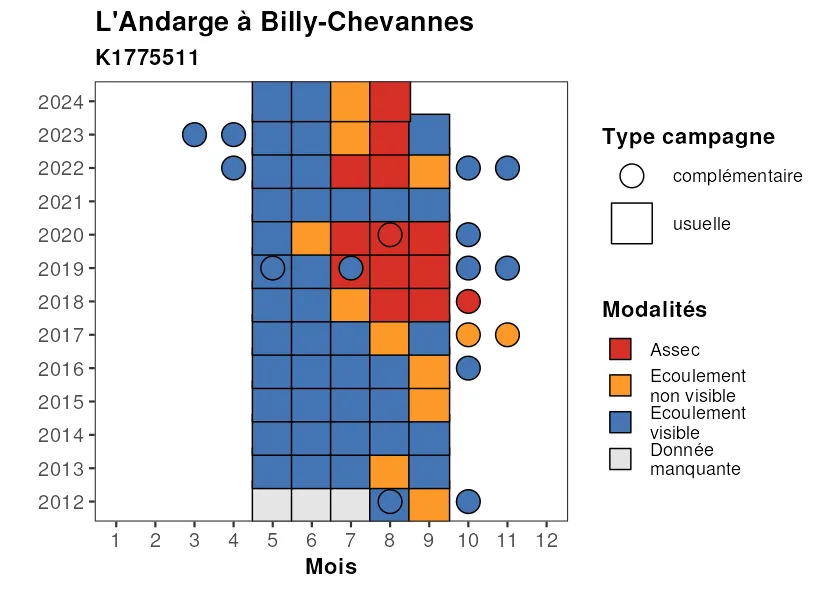 L'Andarge à Billy-Chevannes
K1775511
2024
2023
2022
2021
2020
2019
2018
2017
2016
2015
2014
2013
2012
1 2 3 4 5 6 7 8 9 10 11 12
Mois
Type campagne
complémentaire
usuelle
Modalités
Assec
Ecoulement
non visible
Ecoulement
visible
Donnée
manquante